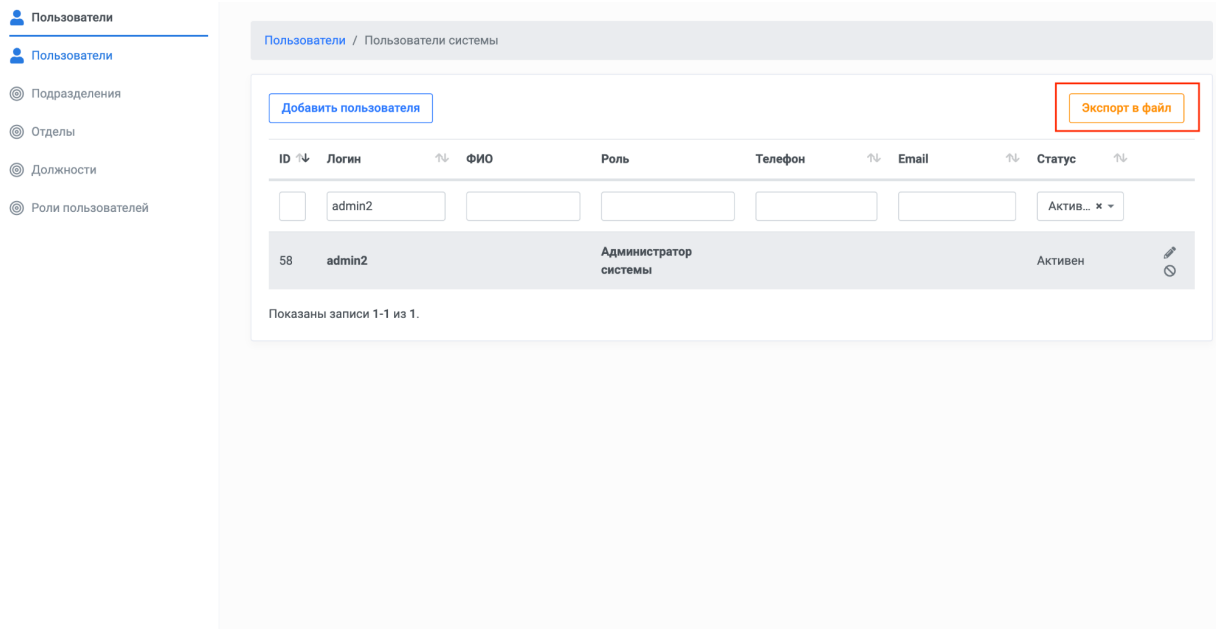 Пользователи
Пользователи
Подразделения
Отделы
Должности
Роли пользователей
Пользователи / Пользователи системы
Добавить пользователя
Экспорт в файл
ID Логин ФИО Роль Телефон Email Статус
admin2 Актив... ×
58 admin2 Администратор системы Активен
Показаны записи 1-1 из 1.